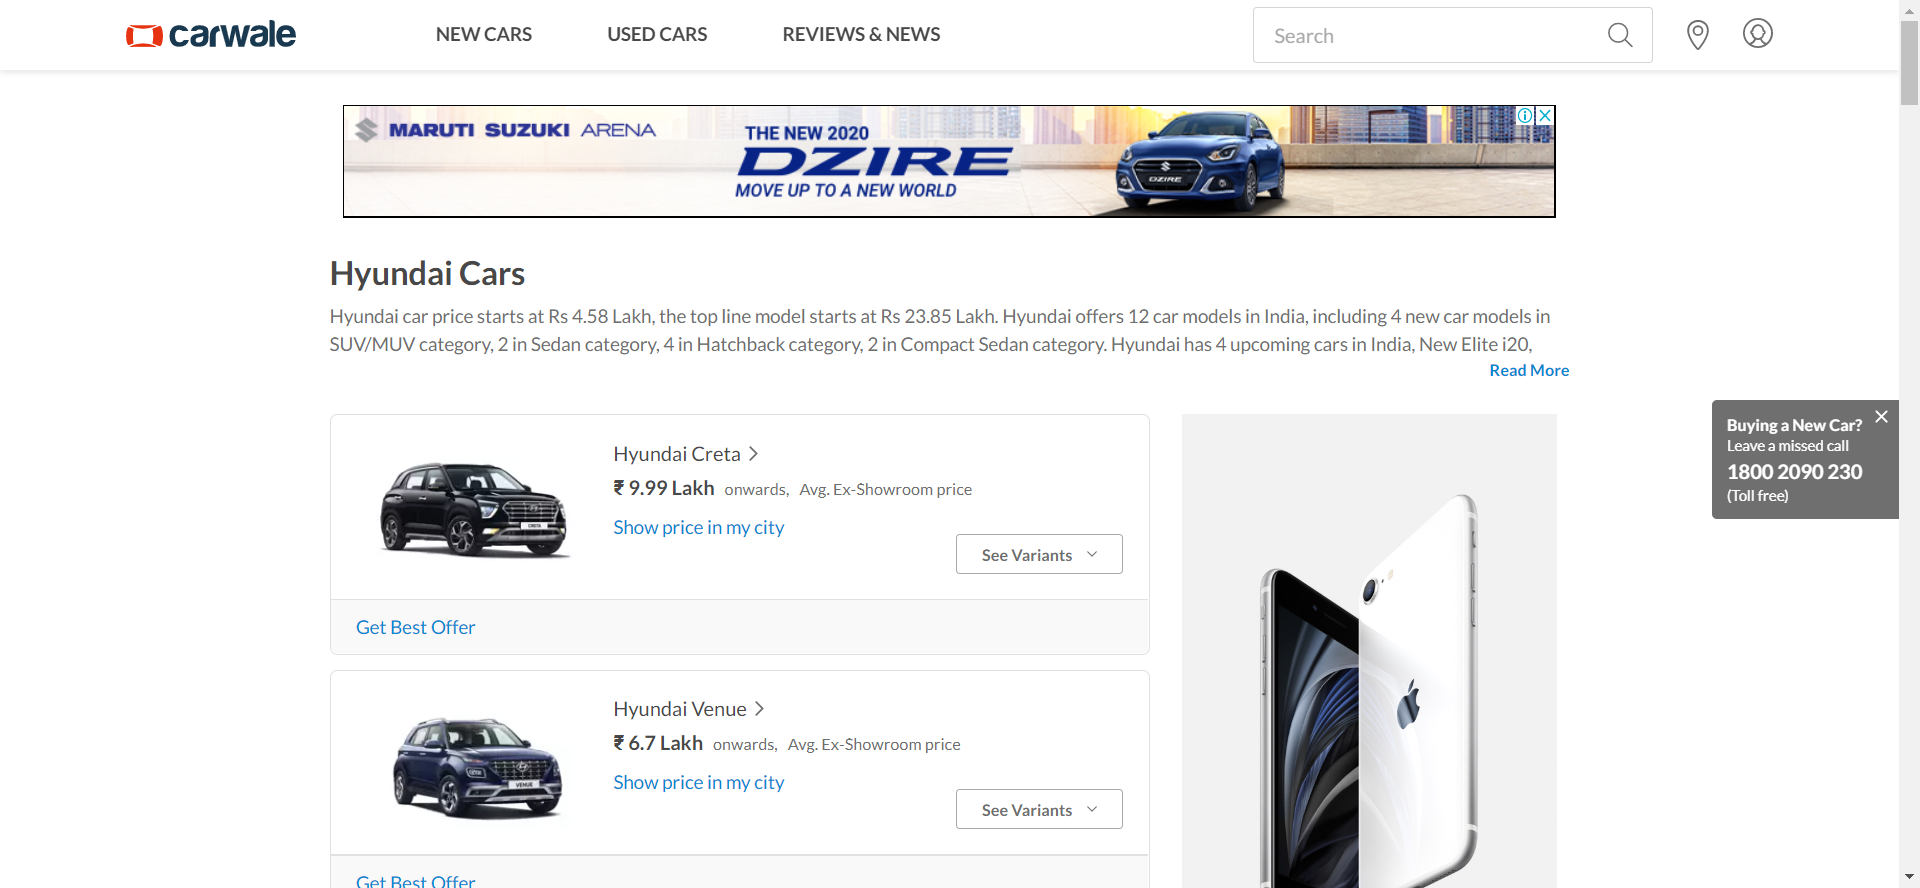 carwale
NEW CARS
USED CARS
REVIEWS & NEWS
Search
MARUTI SUZUKI ARENA
THE NEW 2020
DZIRE
MOVE UP TO A NEW WORLD
DZIRE
Hyundai Cars
Hyundai car price starts at Rs 4.58 Lakh, the top line model starts at Rs 23.85 Lakh. Hyundai offers 12 car models in India, including 4 new car models in
SUV/MUV category, 2 in Sedan category, 4 in Hatchback category, 2 in Compact Sedan category. Hyundai has 4 upcoming cars in India, New Elite i20,
Read More
Buying a New Car?
Leave a missed call
1800 2090 230
(Toll free)
CRETA
Hyundai Creta
₹ 9.99 Lakh onwards, Avg. Ex-Showroom price
Show price in my city
See Variants
Get Best Offer
VENUE
Hyundai Venue
₹ 6.7 Lakh onwards, Avg. Ex-Showroom price
Show price in my city
See Variants
Get Best Offer